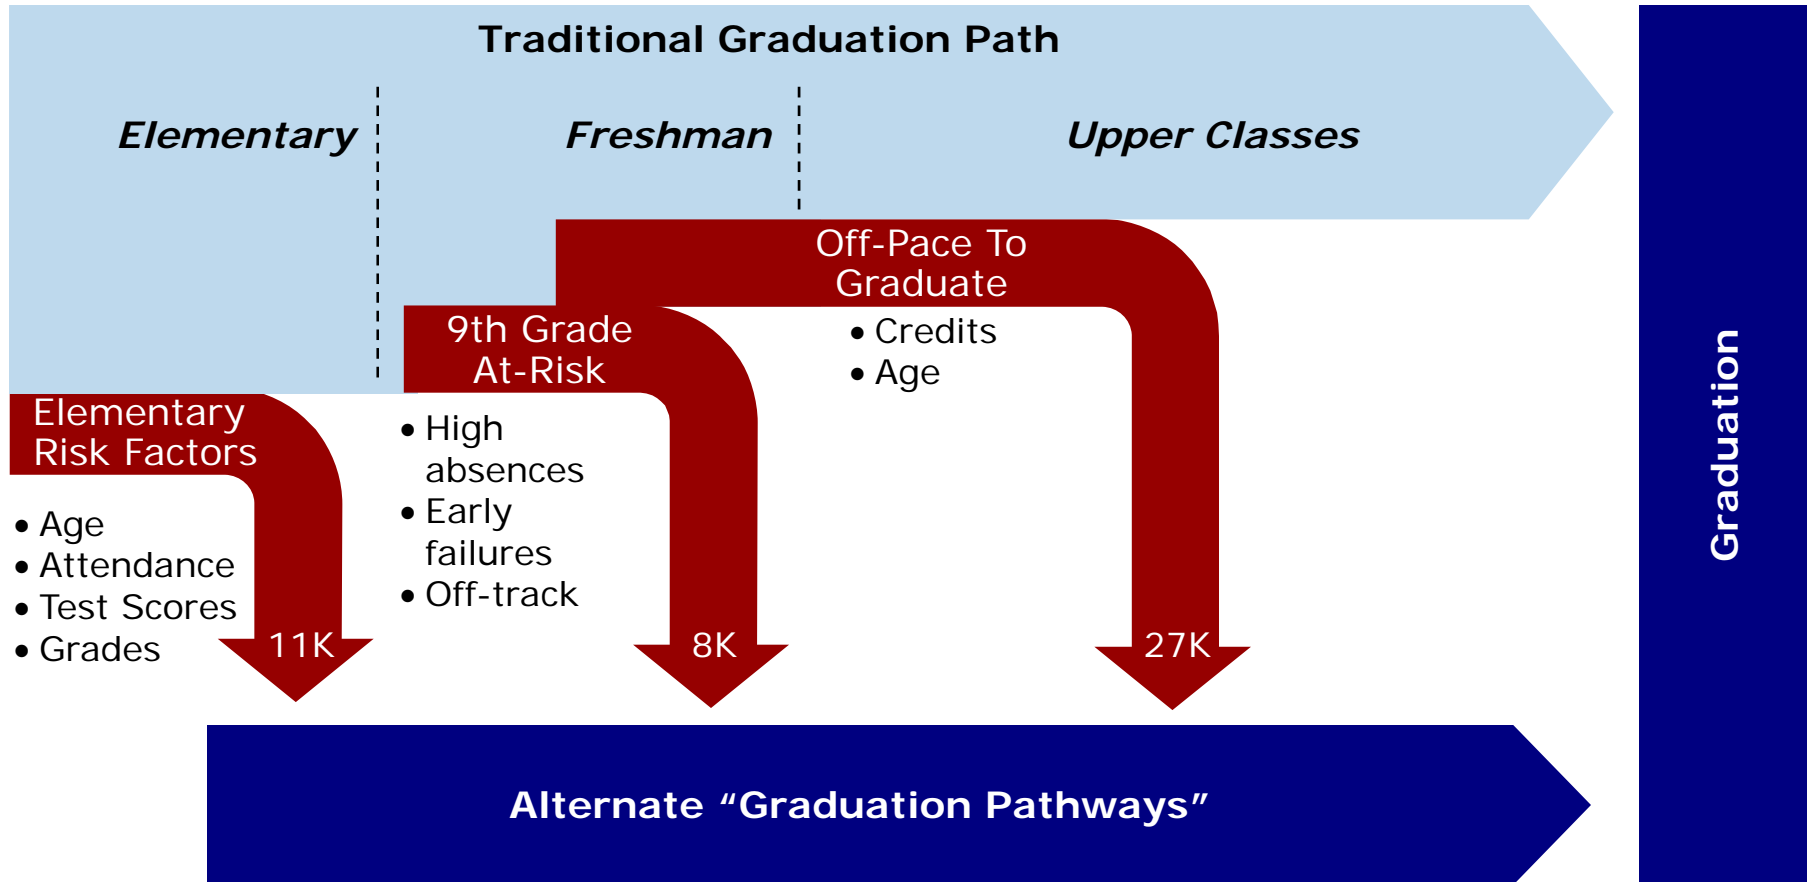 Traditional Graduation Path
Elementary
Freshman
Upper Classes
Off-Pace To
Graduate
• Credits
• Age
9th Grade
At-Risk
• High
absences
• Early
failures
• Off-track
Elementary
Risk Factors
• Age
• Attendance
• Test Scores
• Grades
11K
8K
27K
Alternate “Graduation Pathways”
Graduation